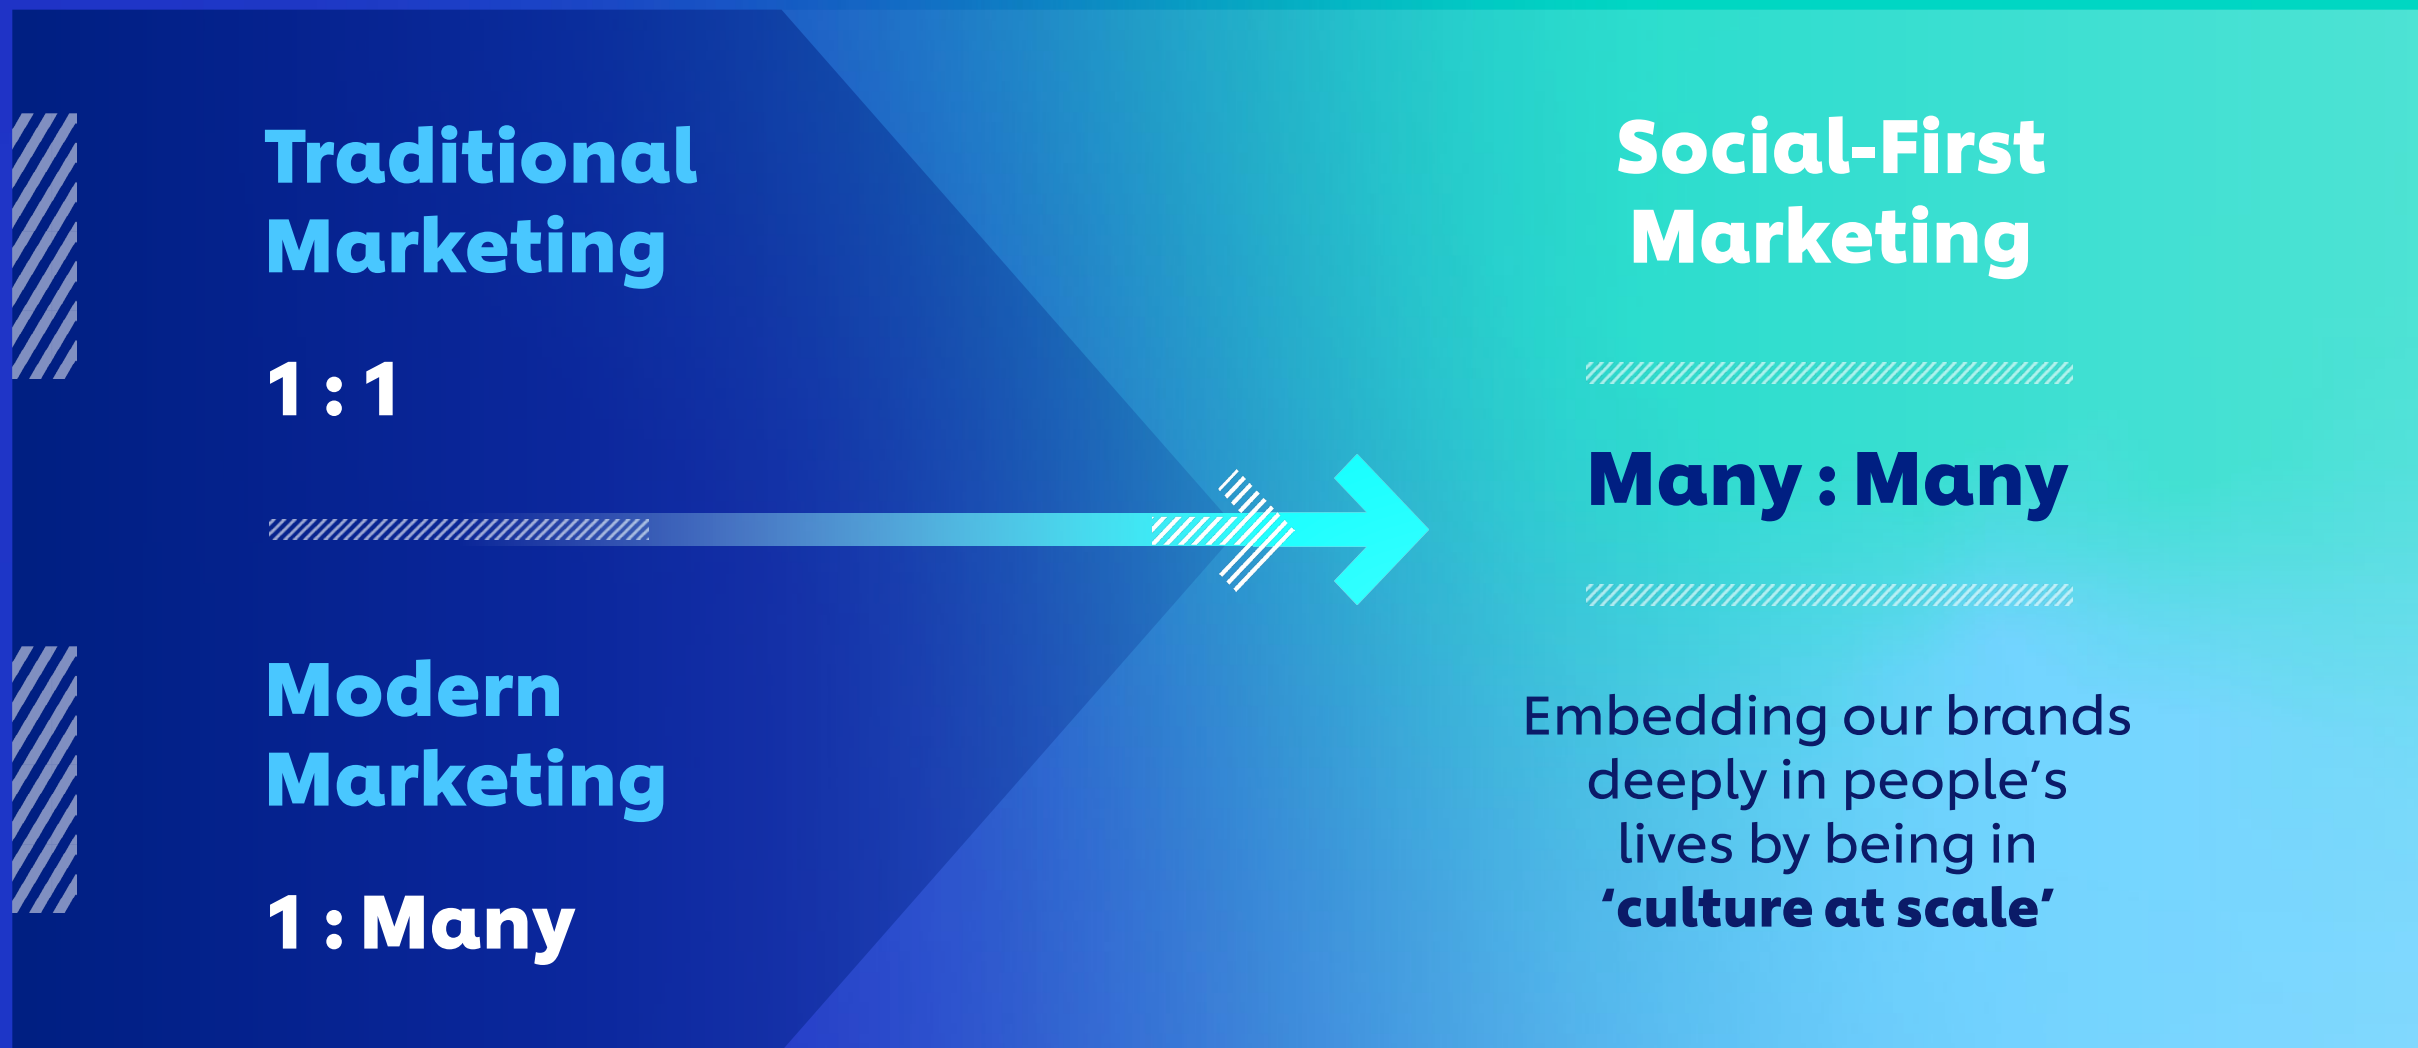 Traditional
Marketing
1 : 1
Modern
Marketing
1 : Many
Social-First
Marketing
Many : Many
Embedding our brands
deeply in people’s
lives by being in
‘culture at scale’